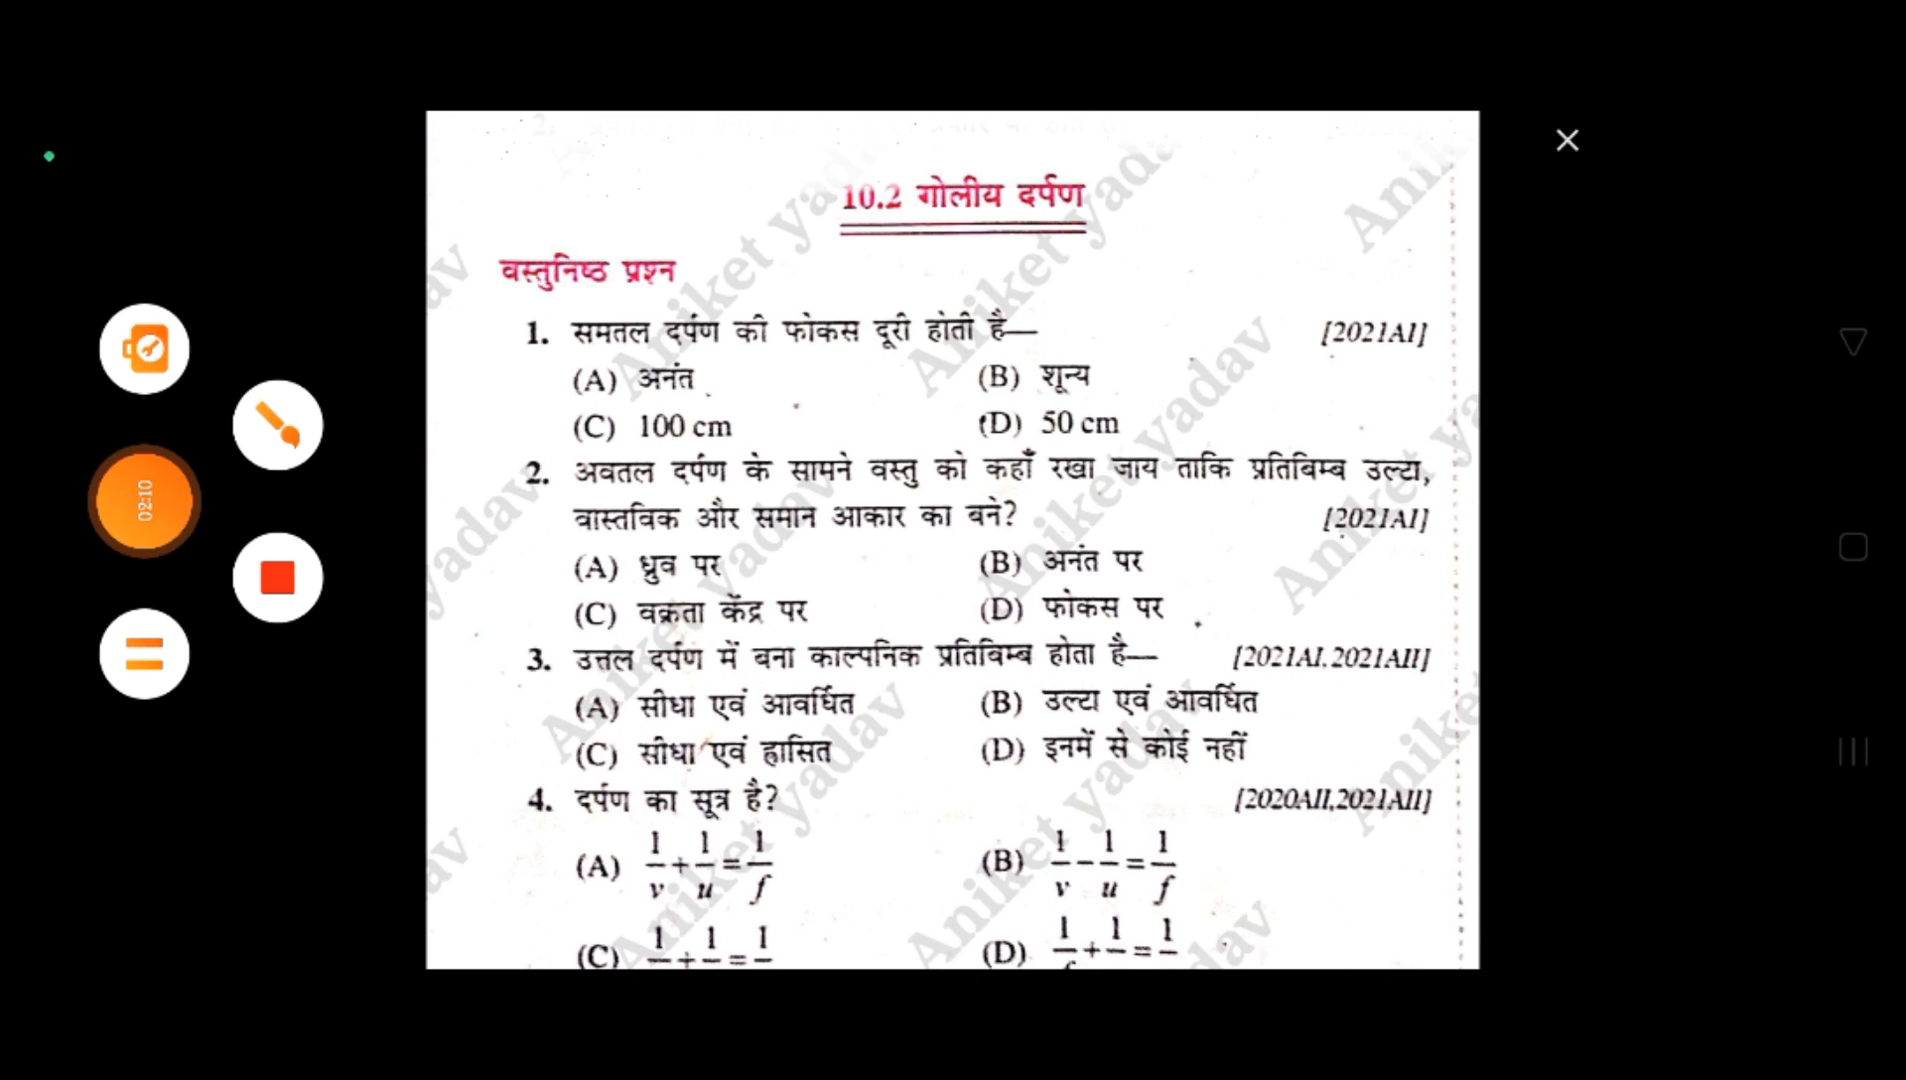 10.2 गोलीय दर्पण
वस्तुनिष्ठ प्रश्न
1. समतल दर्पण की फोकस दूरी होती है— [2021AI]
(A) अनंत (B) शून्य
(C) 100 cm (D) 50 cm
2. अवतल दर्पण के सामने वस्तु को कहाँ रखा जाय ताकि प्रतिबिम्ब उल्टा,
वास्तविक और समान आकार का बने? [2021AI]
(A) ध्रुव पर (B) अनंत पर
(C) वक्रता केंद्र पर (D) फोकस पर
3. उत्तल दर्पण में बना काल्पनिक प्रतिबिम्ब होता है— [2021AI,2021AII]
(A) सीधा एवं आवर्धित (B) उल्टा एवं आवर्धित
(C) सीधा एवं ह्रासित (D) इनमें से कोई नहीं
4. दर्पण का सूत्र है? [2020AII,2021AII]
(A) 1/v + 1/u = 1/f (B) 1/v − 1/u = 1/f
(C) (D)
02:10
Aniket yadav